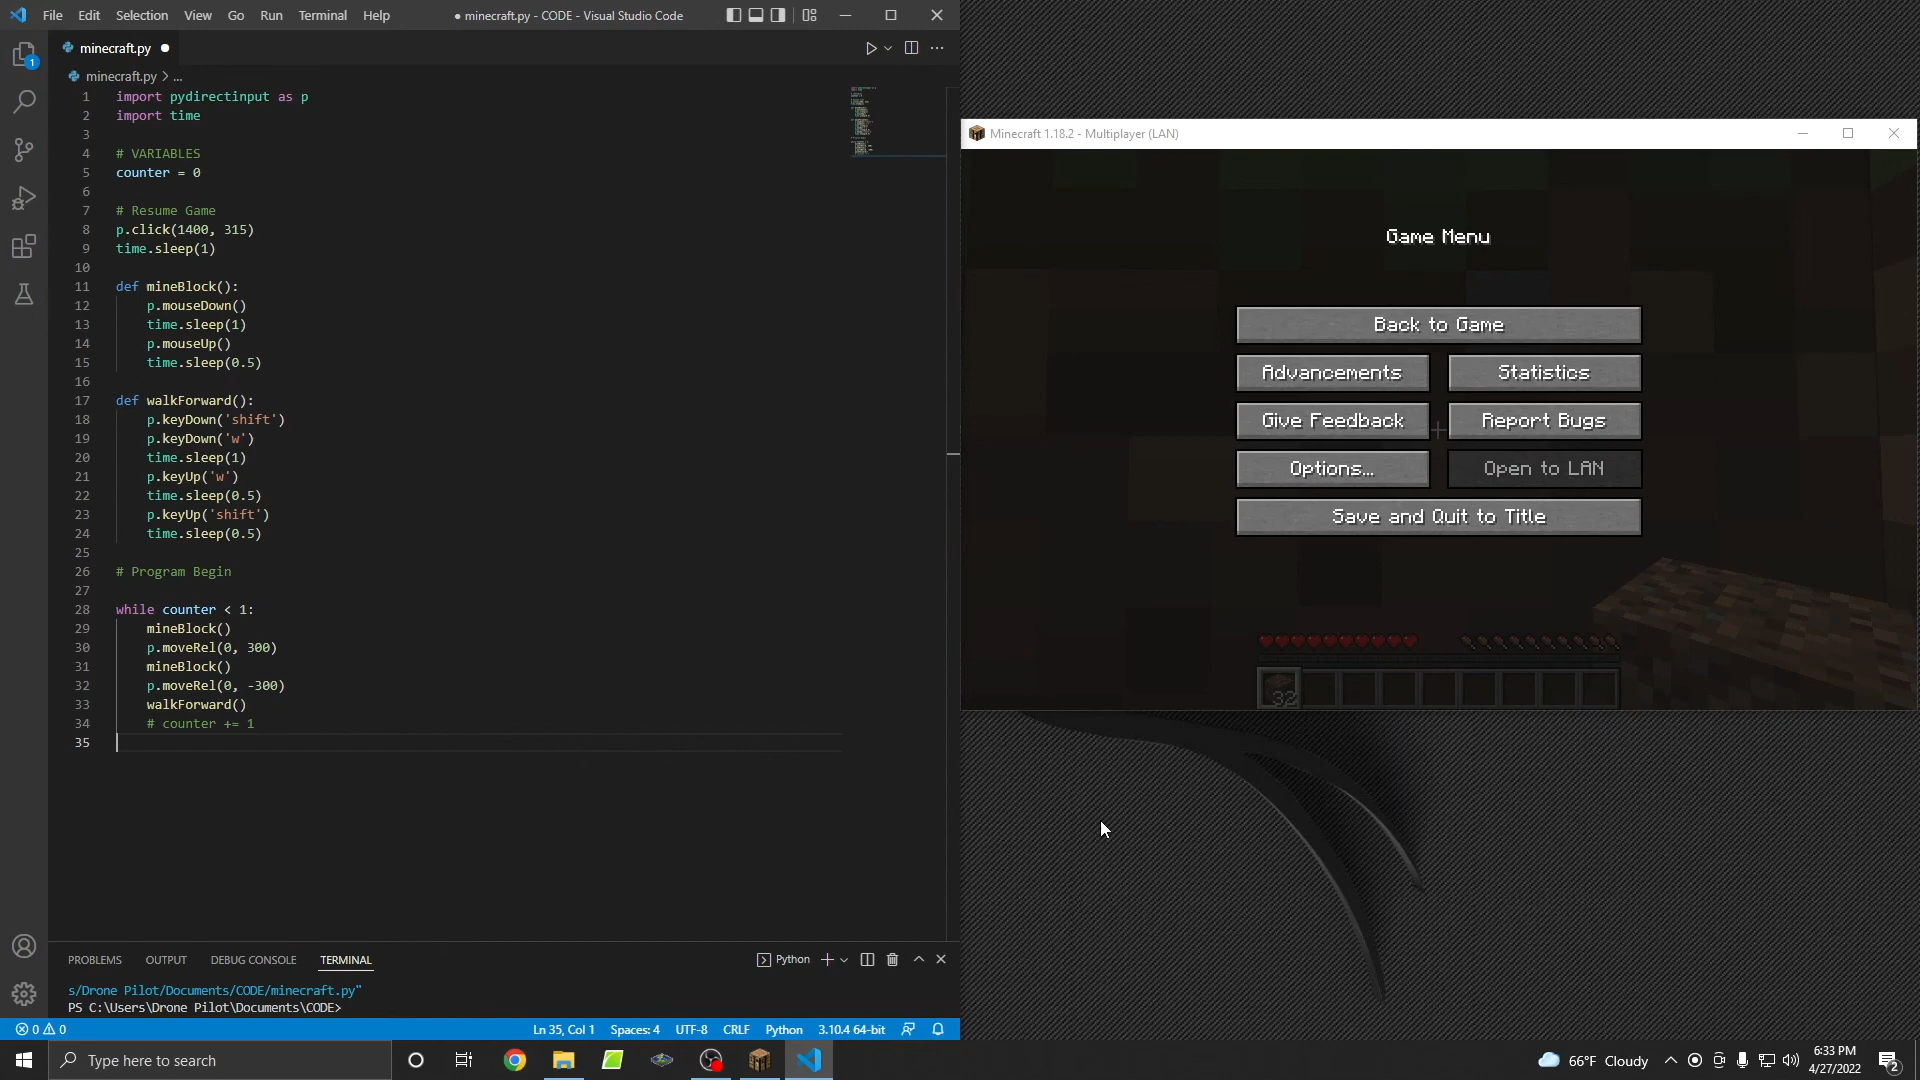 File Edit Selection View Go Run Terminal Help
● minecraft.py - CODE - Visual Studio Code
minecraft.py ●
minecraft.py > ...
1 import pydirectinput as p
2 import time
3
4 # VARIABLES
5 counter = 0
6
7 # Resume Game
8 p.click(1400, 315)
9 time.sleep(1)
10
11 def mineBlock():
12 p.mouseDown()
13 time.sleep(1)
14 p.mouseUp()
15 time.sleep(0.5)
16
17 def walkForward():
18 p.keyDown('shift')
19 p.keyDown('w')
20 time.sleep(1)
21 p.keyUp('w')
22 time.sleep(0.5)
23 p.keyUp('shift')
24 time.sleep(0.5)
25
26 # Program Begin
27
28 while counter < 1:
29 mineBlock()
30 p.moveRel(0, 300)
31 mineBlock()
32 p.moveRel(0, -300)
33 walkForward()
34 # counter += 1
35
1
PROBLEMS OUTPUT DEBUG CONSOLE TERMINAL
Python
s/Drone Pilot/Documents/CODE/minecraft.py"
PS C:\Users\Drone Pilot\Documents\CODE>
0 0
Ln 35, Col 1 Spaces: 4 UTF-8 CRLF Python 3.10.4 64-bit
Minecraft 1.18.2 - Multiplayer (LAN)
Game Menu
Back to Game
Advancements Statistics
Give Feedback Report Bugs
Options... Open to LAN
Save and Quit to Title
32
Type here to search
66°F Cloudy
6:33 PM
4/27/2022
2